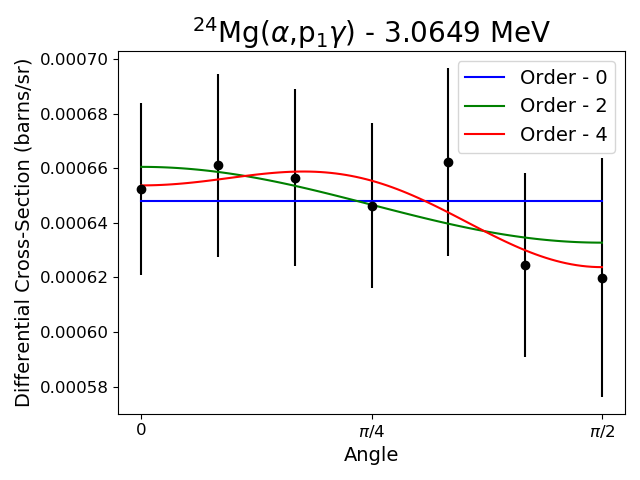 ²⁴Mg(α,p₁γ) - 3.0649 MeV
Differential Cross-Section (barns/sr)
0.00070
0.00068
0.00066
0.00064
0.00062
0.00060
0.00058
Order - 0
Order - 2
Order - 4
0
π/4
π/2
Angle